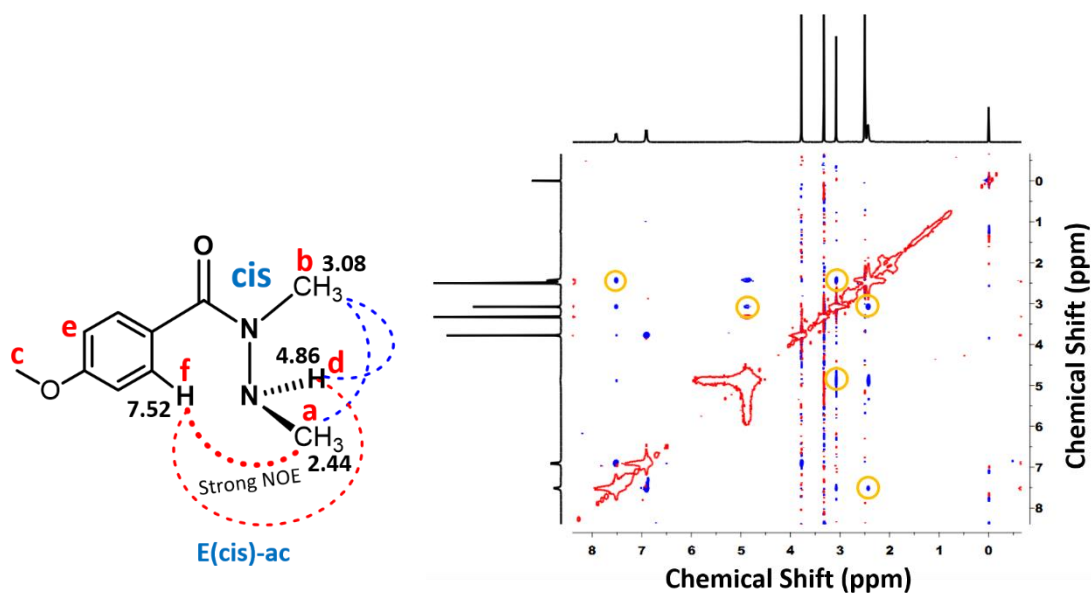 O
b 3.08
cis
CH3
e
N
c
4.86
d
f
H
O
H
N
a
7.52
CH3
2.44
Strong NOE
E(cis)-ac
0
1
2
3
4
5
6
7
8
Chemical Shift (ppm)
8 7 6 5 4 3 2 1 0
Chemical Shift (ppm)